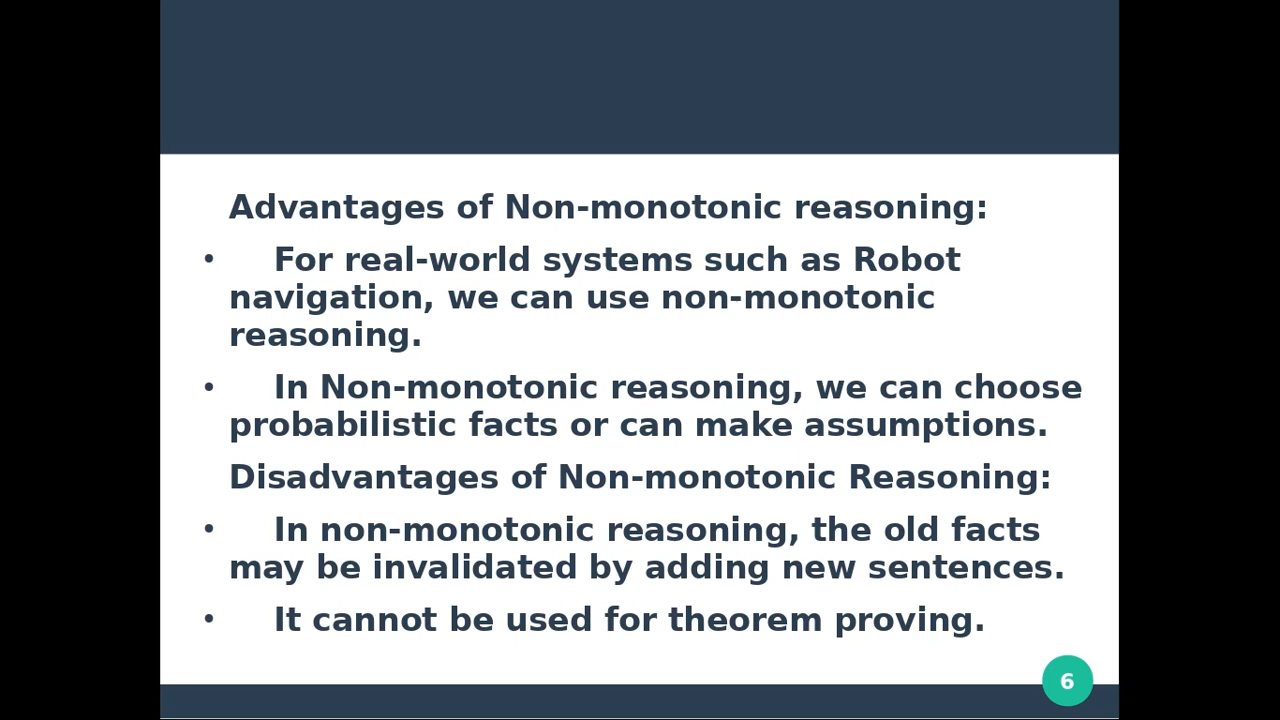 Advantages of Non-monotonic reasoning:
• For real-world systems such as Robot
navigation, we can use non-monotonic
reasoning.
• In Non-monotonic reasoning, we can choose
probabilistic facts or can make assumptions.
Disadvantages of Non-monotonic Reasoning:
• In non-monotonic reasoning, the old facts
may be invalidated by adding new sentences.
• It cannot be used for theorem proving.
6